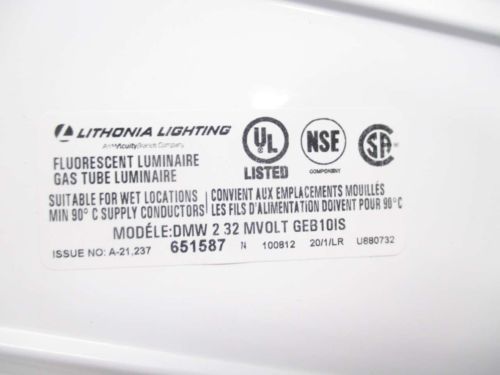 LITHONIA LIGHTING
An AcuityBrands Company
UL
LISTED
NSF
COMPONENT
SA
FLUORESCENT LUMINAIRE
GAS TUBE LUMINAIRE
SUITABLE FOR WET LOCATIONS
MIN 90° C SUPPLY CONDUCTORS
CONVIENT AUX EMPLACEMENTS MOUILLÉS
LES FILS D'ALIMENTATION DOIVENT POUR 90°C
MODÉLE:DMW 2 32 MVOLT GEB10IS
ISSUE NO: A-21,237 651587 N 100812 20/1/LR U880732